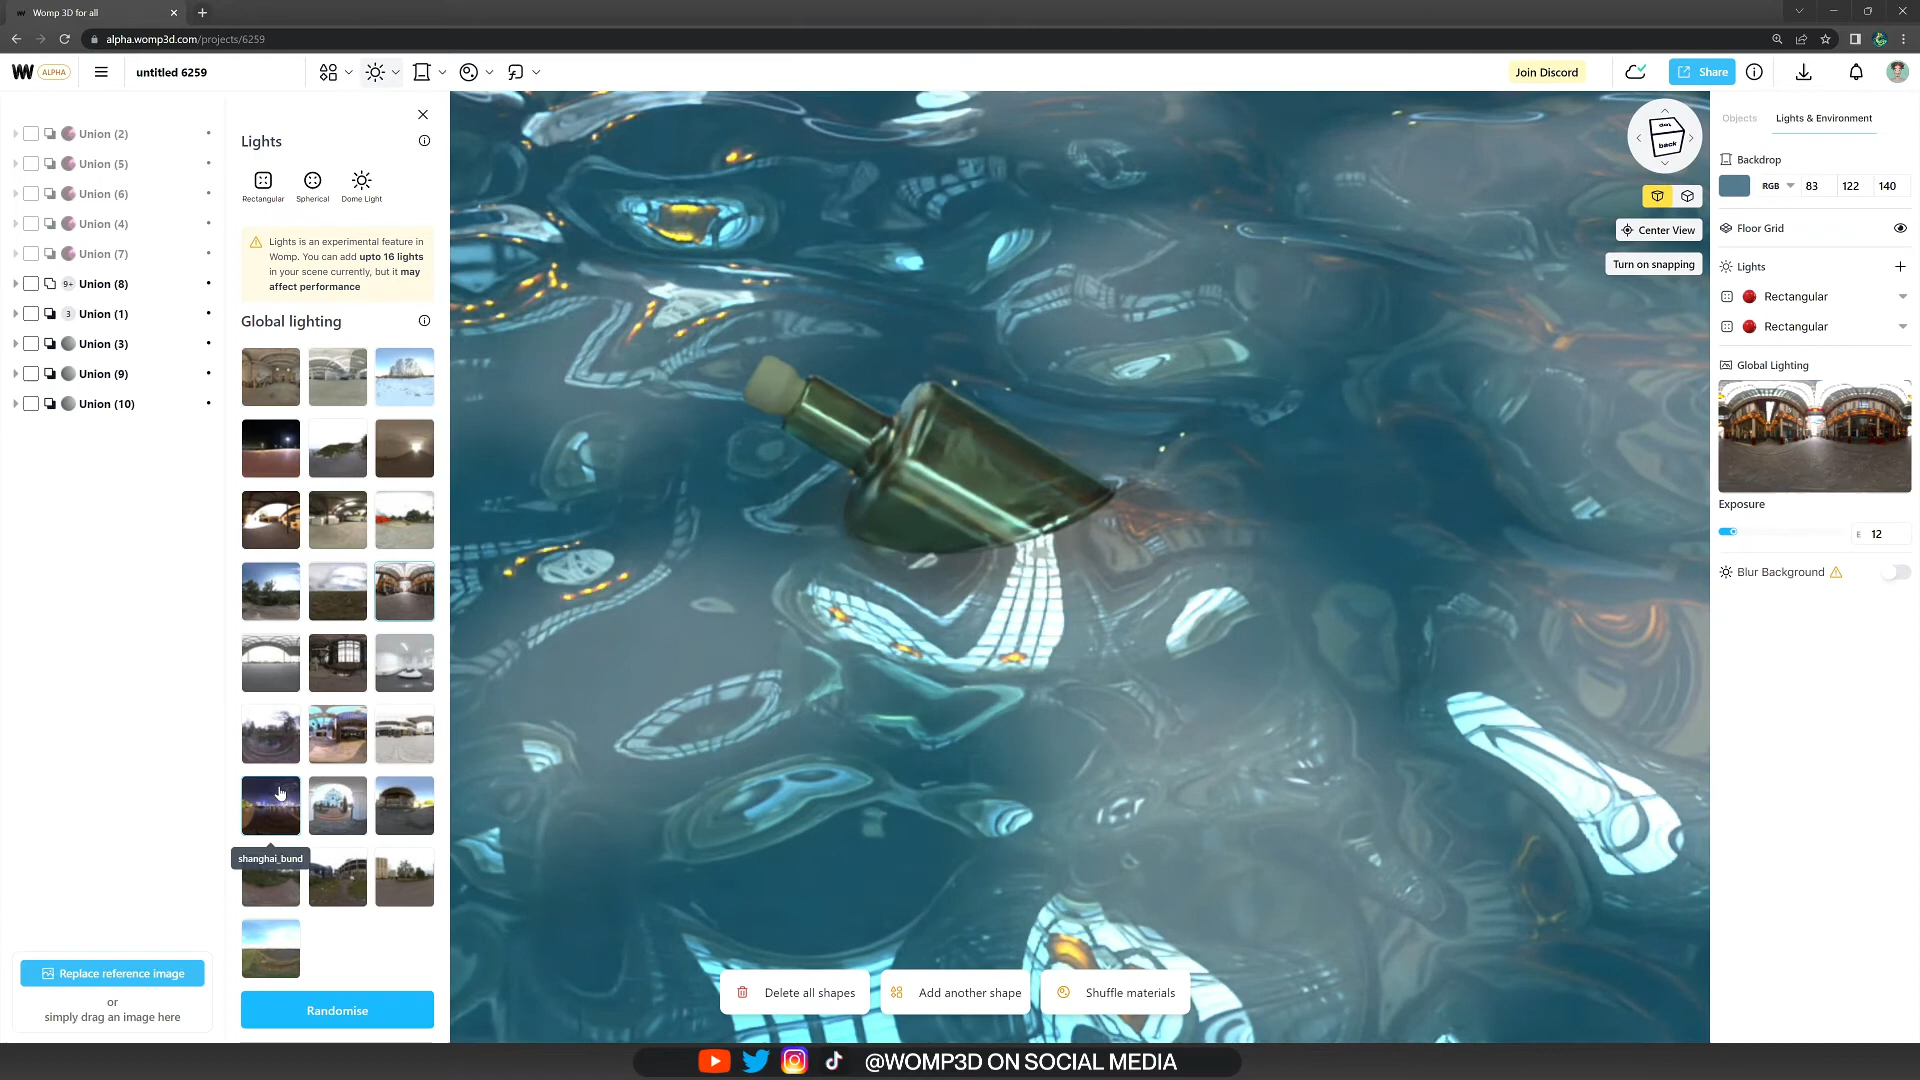 Womp 3D for all
alpha.womp3d.com/projects/6259
ALPHA
untitled 6259
Join Discord
Share
Union (2)
Union (5)
Union (6)
Union (4)
Union (7)
9+ Union (8)
3 Union (1)
Union (3)
Union (9)
Union (10)
Replace reference image
or
simply drag an image here
Lights
Rectangular
Spherical
Dome Light
Lights is an experimental feature in
Womp. You can add upto 16 lights
in your scene currently, but it may
affect performance
Global lighting
shanghai_bund
Randomise
back
Center View
Turn on snapping
Delete all shapes
Add another shape
Shuffle materials
Objects
Lights & Environment
Backdrop
RGB 83 122 140
Floor Grid
Lights
Rectangular
Rectangular
Global Lighting
Exposure
E 12
Blur Background
@WOMP3D ON SOCIAL MEDIA